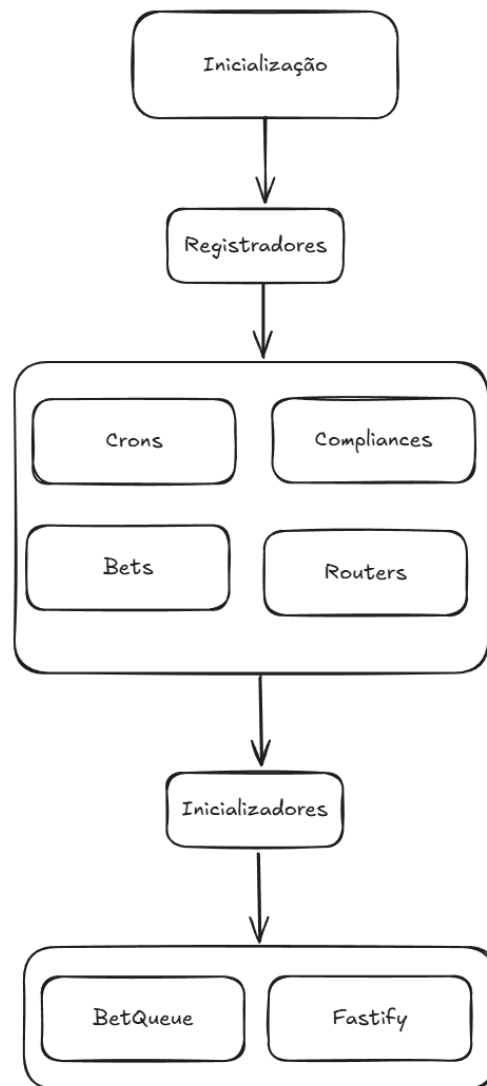 Inicialização
Registradores
Crons
Compliances
Bets
Routers
Inicializadores
BetQueue
Fastify